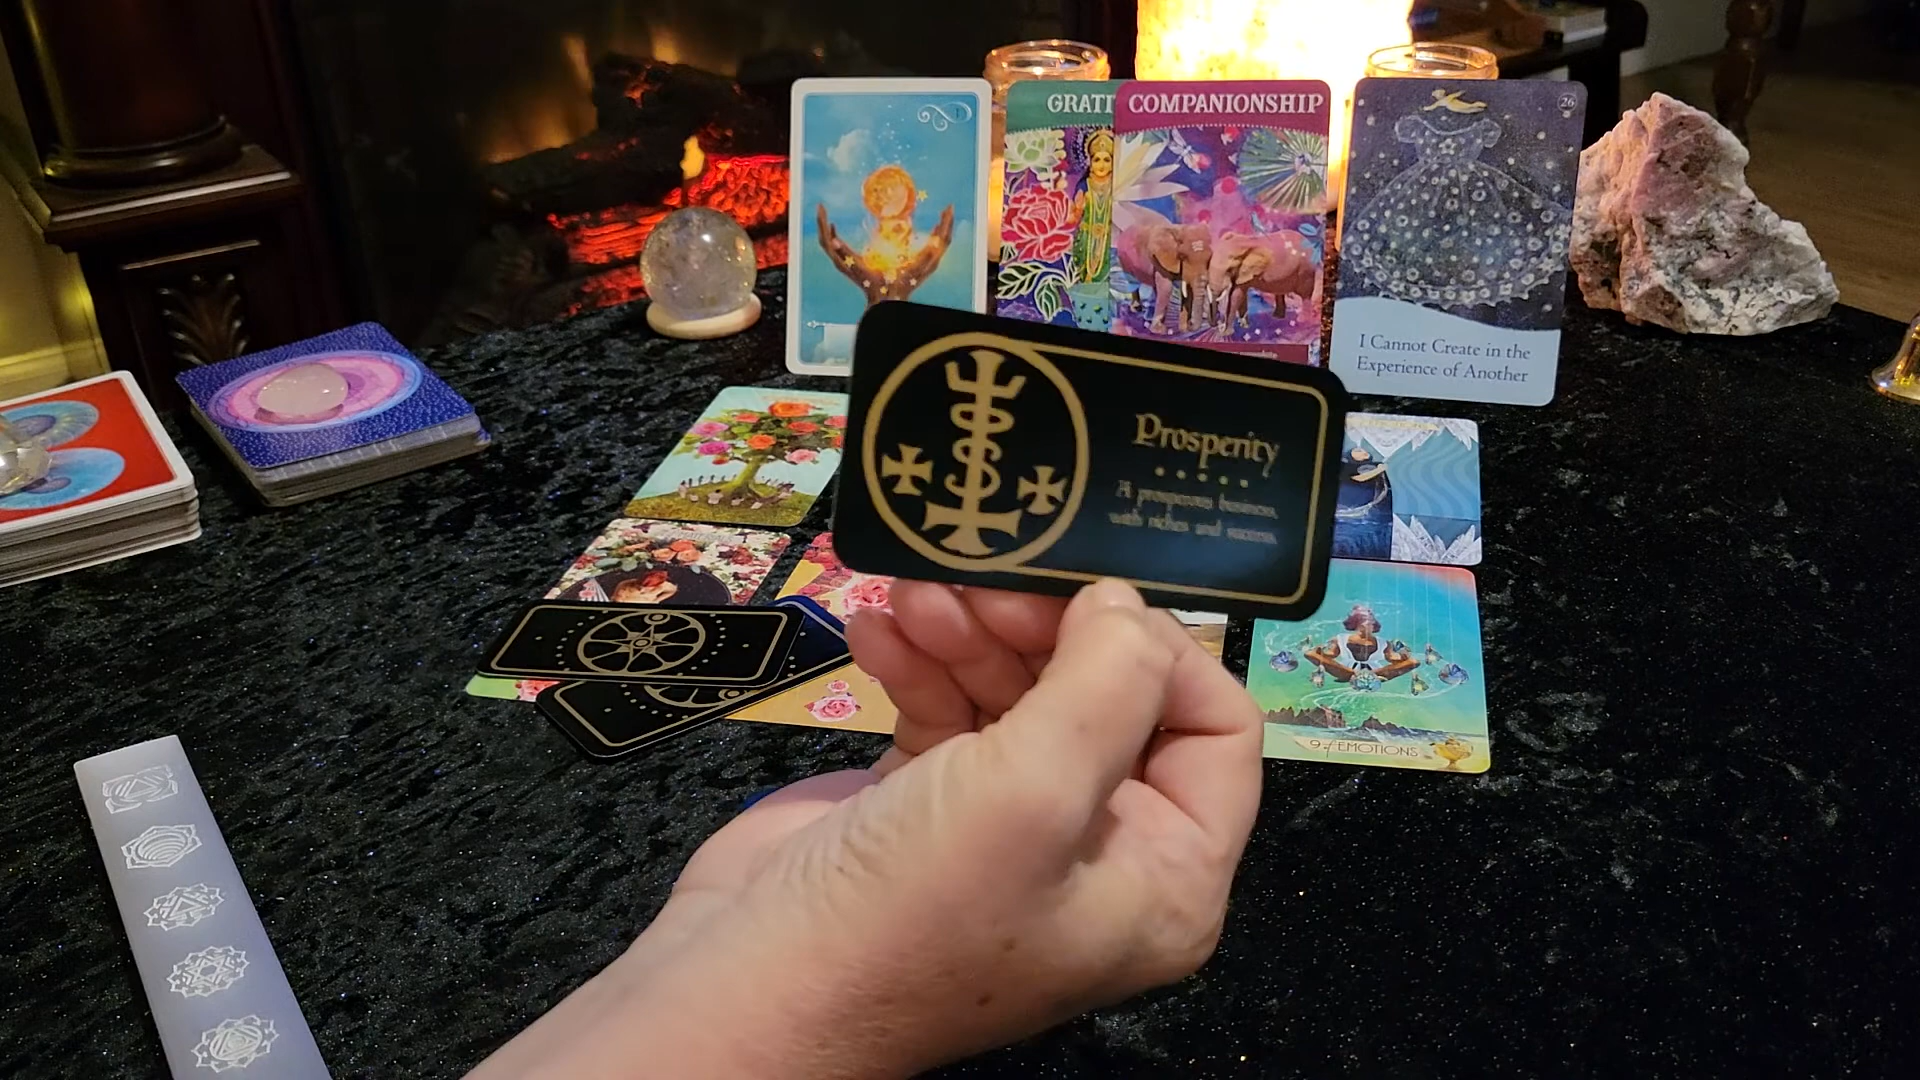 1
GRATI
COMPANIONSHIP
26
I Cannot Create in the
Experience of Another
Prosperity
A prosperous business,
with riches and success.
9 of EMOTIONS